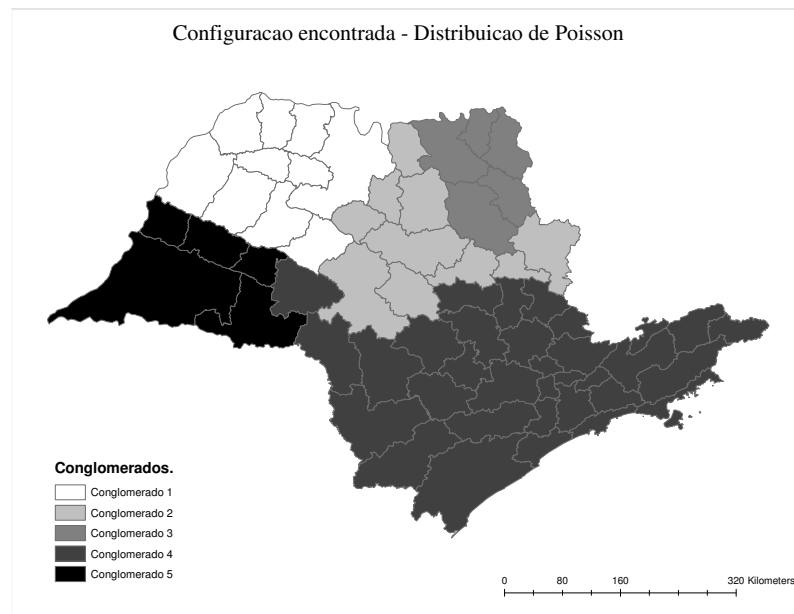 Configuracao encontrada - Distribuicao de Poisson
Conglomerados.
Conglomerado 1
Conglomerado 2
Conglomerado 3
Conglomerado 4
Conglomerado 5
0 80 160 320 Kilometers